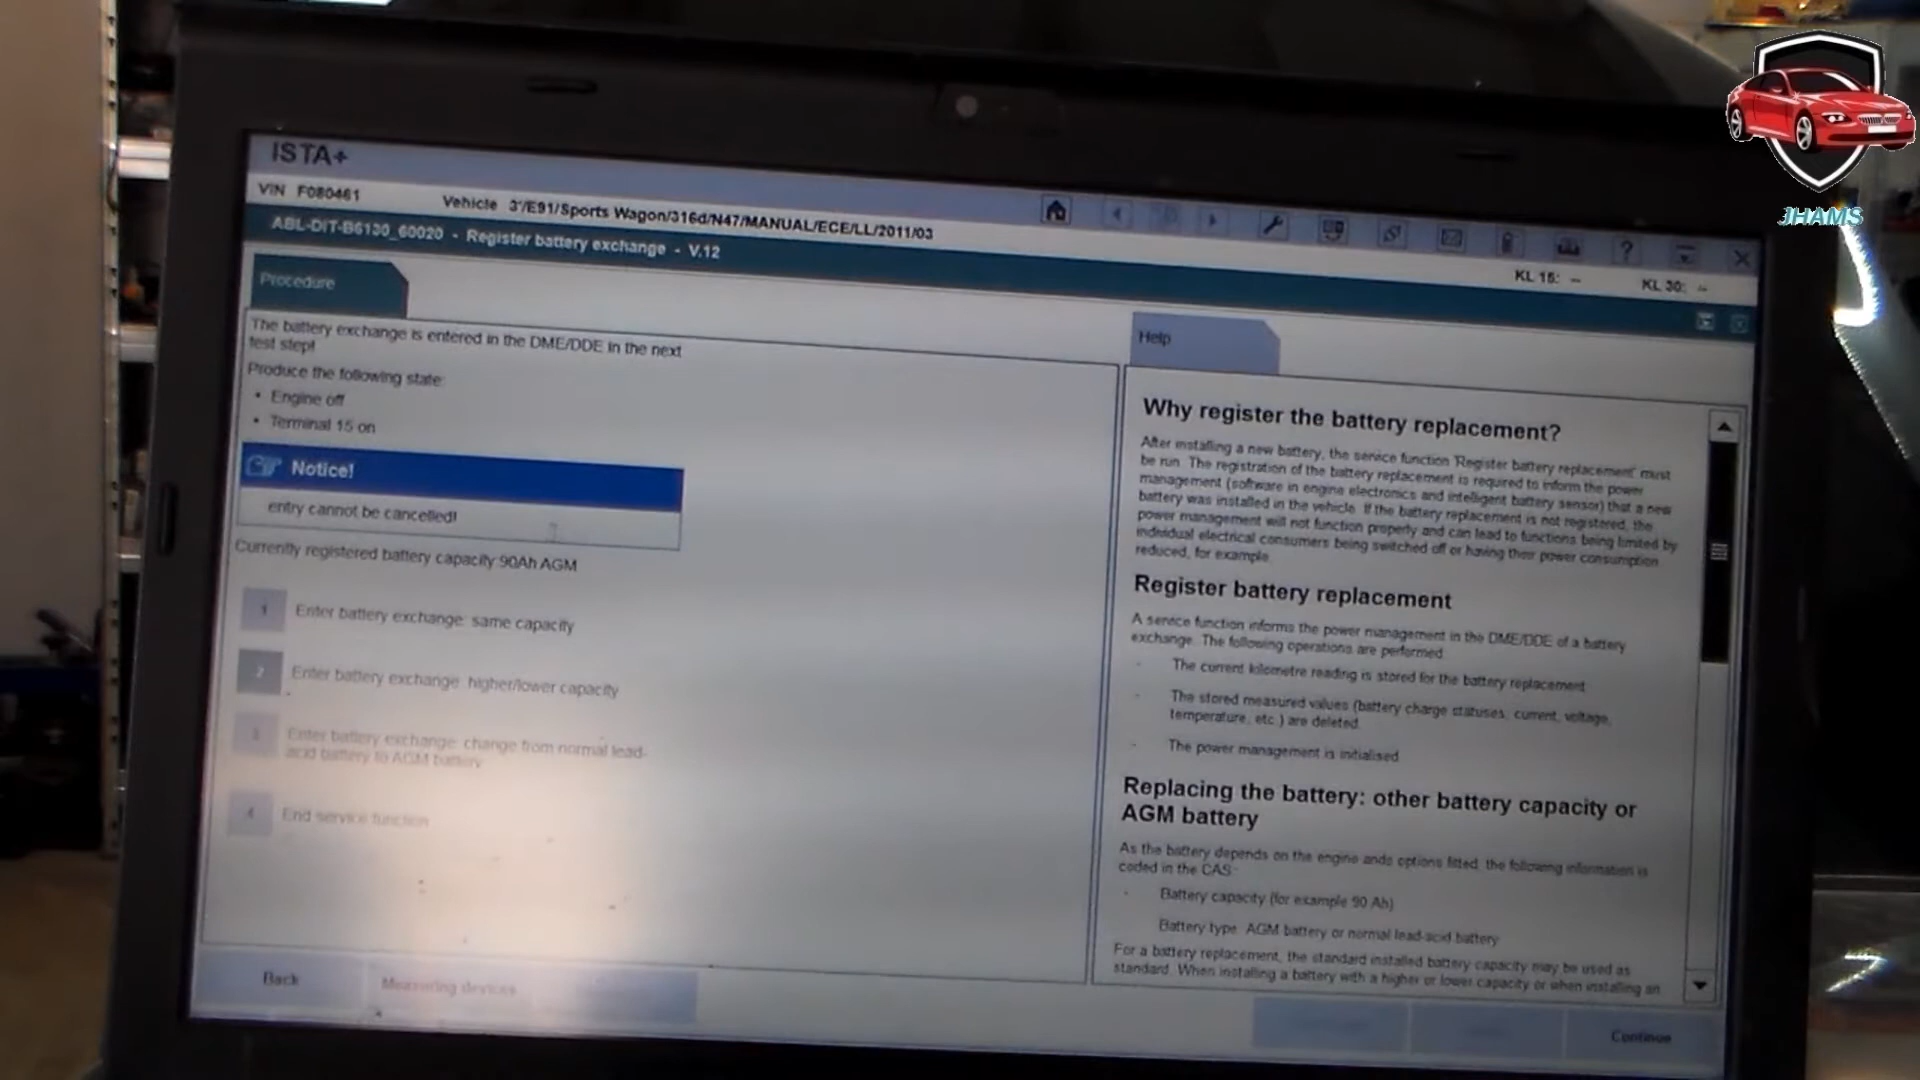 JHAMS
ISTA+
VIN F080461
Vehicle 3'/E91/Sports Wagon/316d/N47/MANUAL/ECE/LL/2011/03
ABL-DIT-B6130_60020 - Register battery exchange - V.12
KL 15: --
KL 30: --
Procedure
The battery exchange is entered in the DME/DDE in the next
test step!
Produce the following state:
• Engine off
• Terminal 15 on
Notice!
entry cannot be cancelled!
Currently registered battery capacity:90Ah AGM
1 Enter battery exchange: same capacity
2 Enter battery exchange: higher/lower capacity
3 Enter battery exchange: change from normal lead-
acid battery to AGM battery
4 End service function
Back
Measuring devices
Help
Why register the battery replacement?
After installing a new battery, the service function 'Register battery replacement' must
be run. The registration of the battery replacement is required to inform the power
management (software in engine electronics and intelligent battery sensor) that a new
battery was installed in the vehicle. If the battery replacement is not registered, the
power management will not function properly and can lead to functions being limited by
individual electrical consumers being switched off or having their power consumption
reduced, for example.
Register battery replacement
A service function informs the power management in the DME/DDE of a battery
exchange. The following operations are performed:
- The current kilometre reading is stored for the battery replacement
- The stored measured values (battery charge statuses, current, voltage,
temperature, etc.) are deleted.
- The power management is initialised
Replacing the battery: other battery capacity or
AGM battery
As the battery depends on the engine ands options fitted, the following information is
coded in the CAS:
- Battery capacity (for example 90 Ah)
Battery type: AGM battery or normal lead-acid battery
For a battery replacement, the standard installed battery capacity may be used as
standard. When installing a battery with a higher or lower capacity or when installing an
Continue